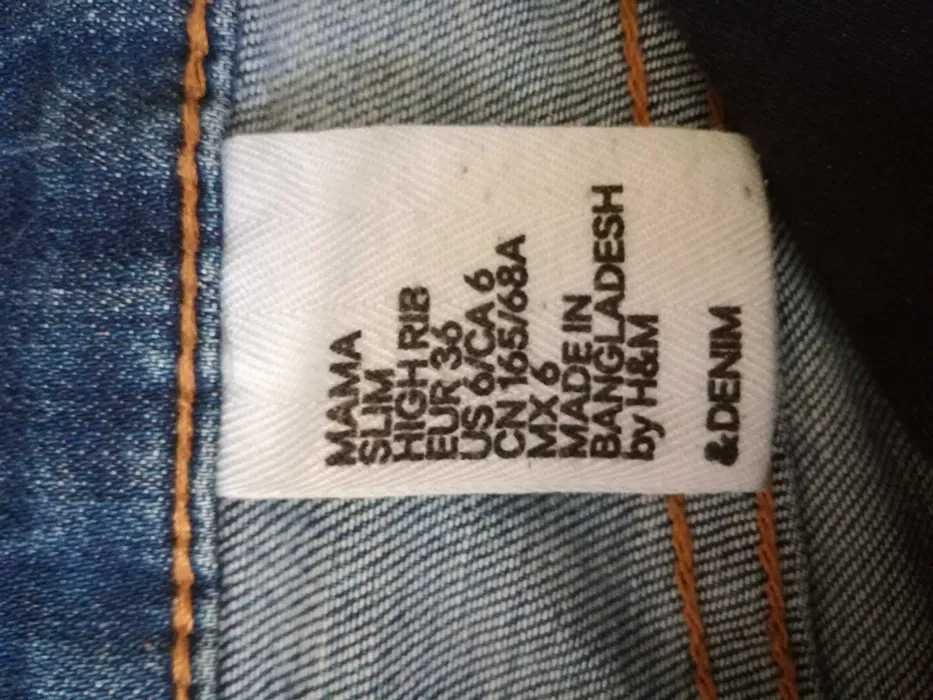 MAMA
SLIM
HIGH RIB
EUR 36
US 6/CA 6
CN 165/68A
MX 6
MADE IN
BANGLADESH
by H&M
&DENIM